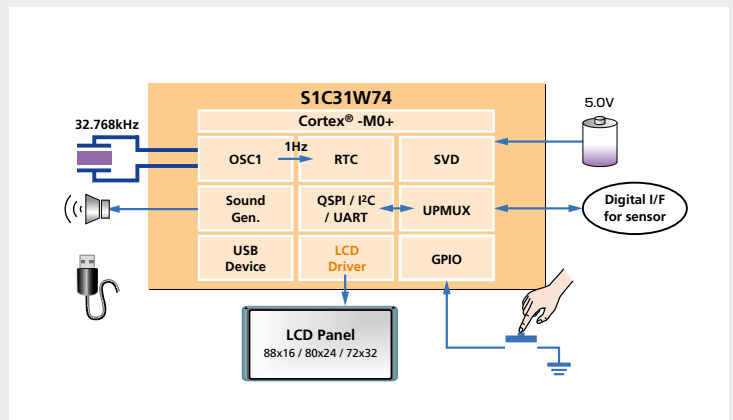 S1C31W74
Cortex® -M0+
32.768kHz
5.0V
OSC1
1Hz
RTC
SVD
Sound
Gen.
QSPI / I²C
/ UART
UPMUX
Digital I/F
for sensor
USB
Device
LCD
Driver
GPIO
LCD Panel
88x16 / 80x24 / 72x32